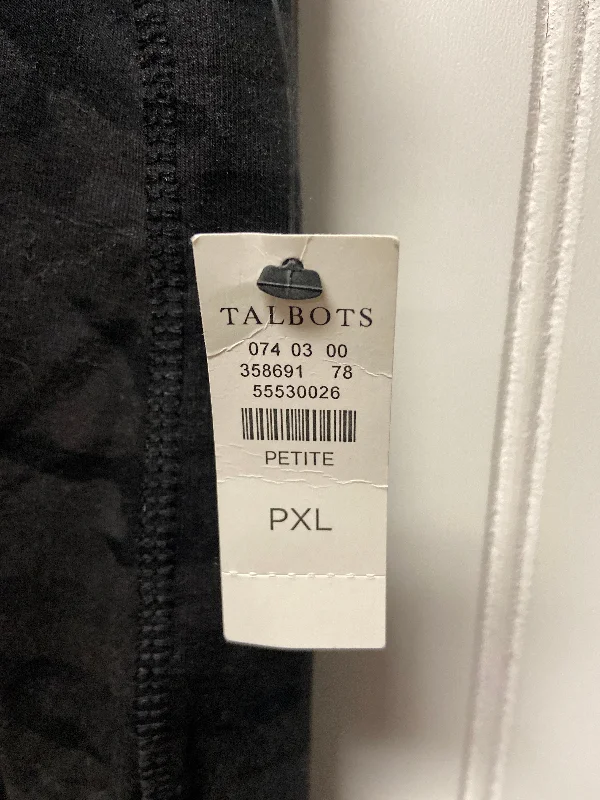 TALBOTS
074 03 00
358691 78
55530026
PETITE
PXL